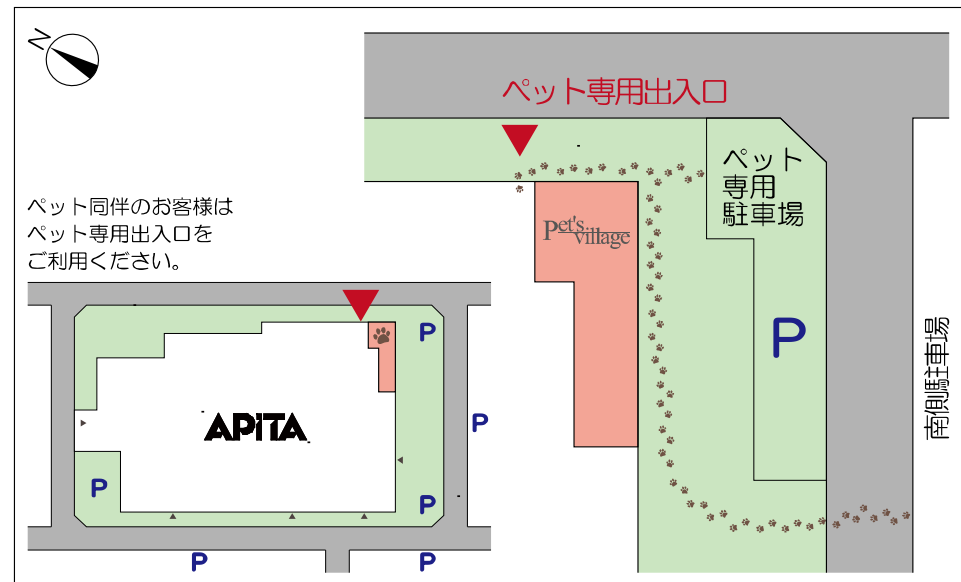 N
ペット専用出入口
ペット
専用
駐車場
ペット同伴のお客様は
ペット専用出入口を
ご利用ください。
Pet's village
P
南側駐車場
P
P
APiTA
P
P
P
P